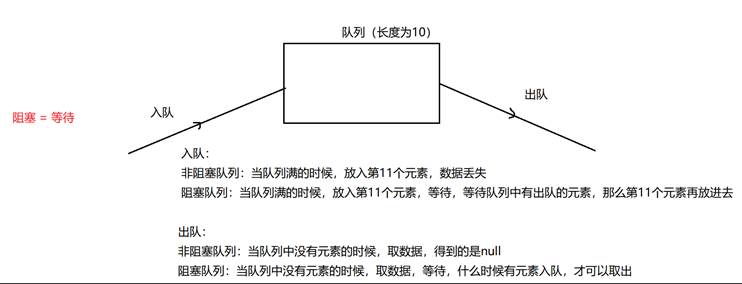 队列（长度为10）
入队
出队
阻塞 = 等待
入队：
非阻塞队列：当队列满的时候，放入第11个元素，数据丢失
阻塞队列：当队列满的时候，放入第11个元素，等待，等待队列中有出队的元素，那么第11个元素再放进去
出队：
非阻塞队列：当队列中没有元素的时候，取数据，得到的是null
阻塞队列：当队列中没有元素的时候，取数据，等待，什么时候有元素入队，才可以取出